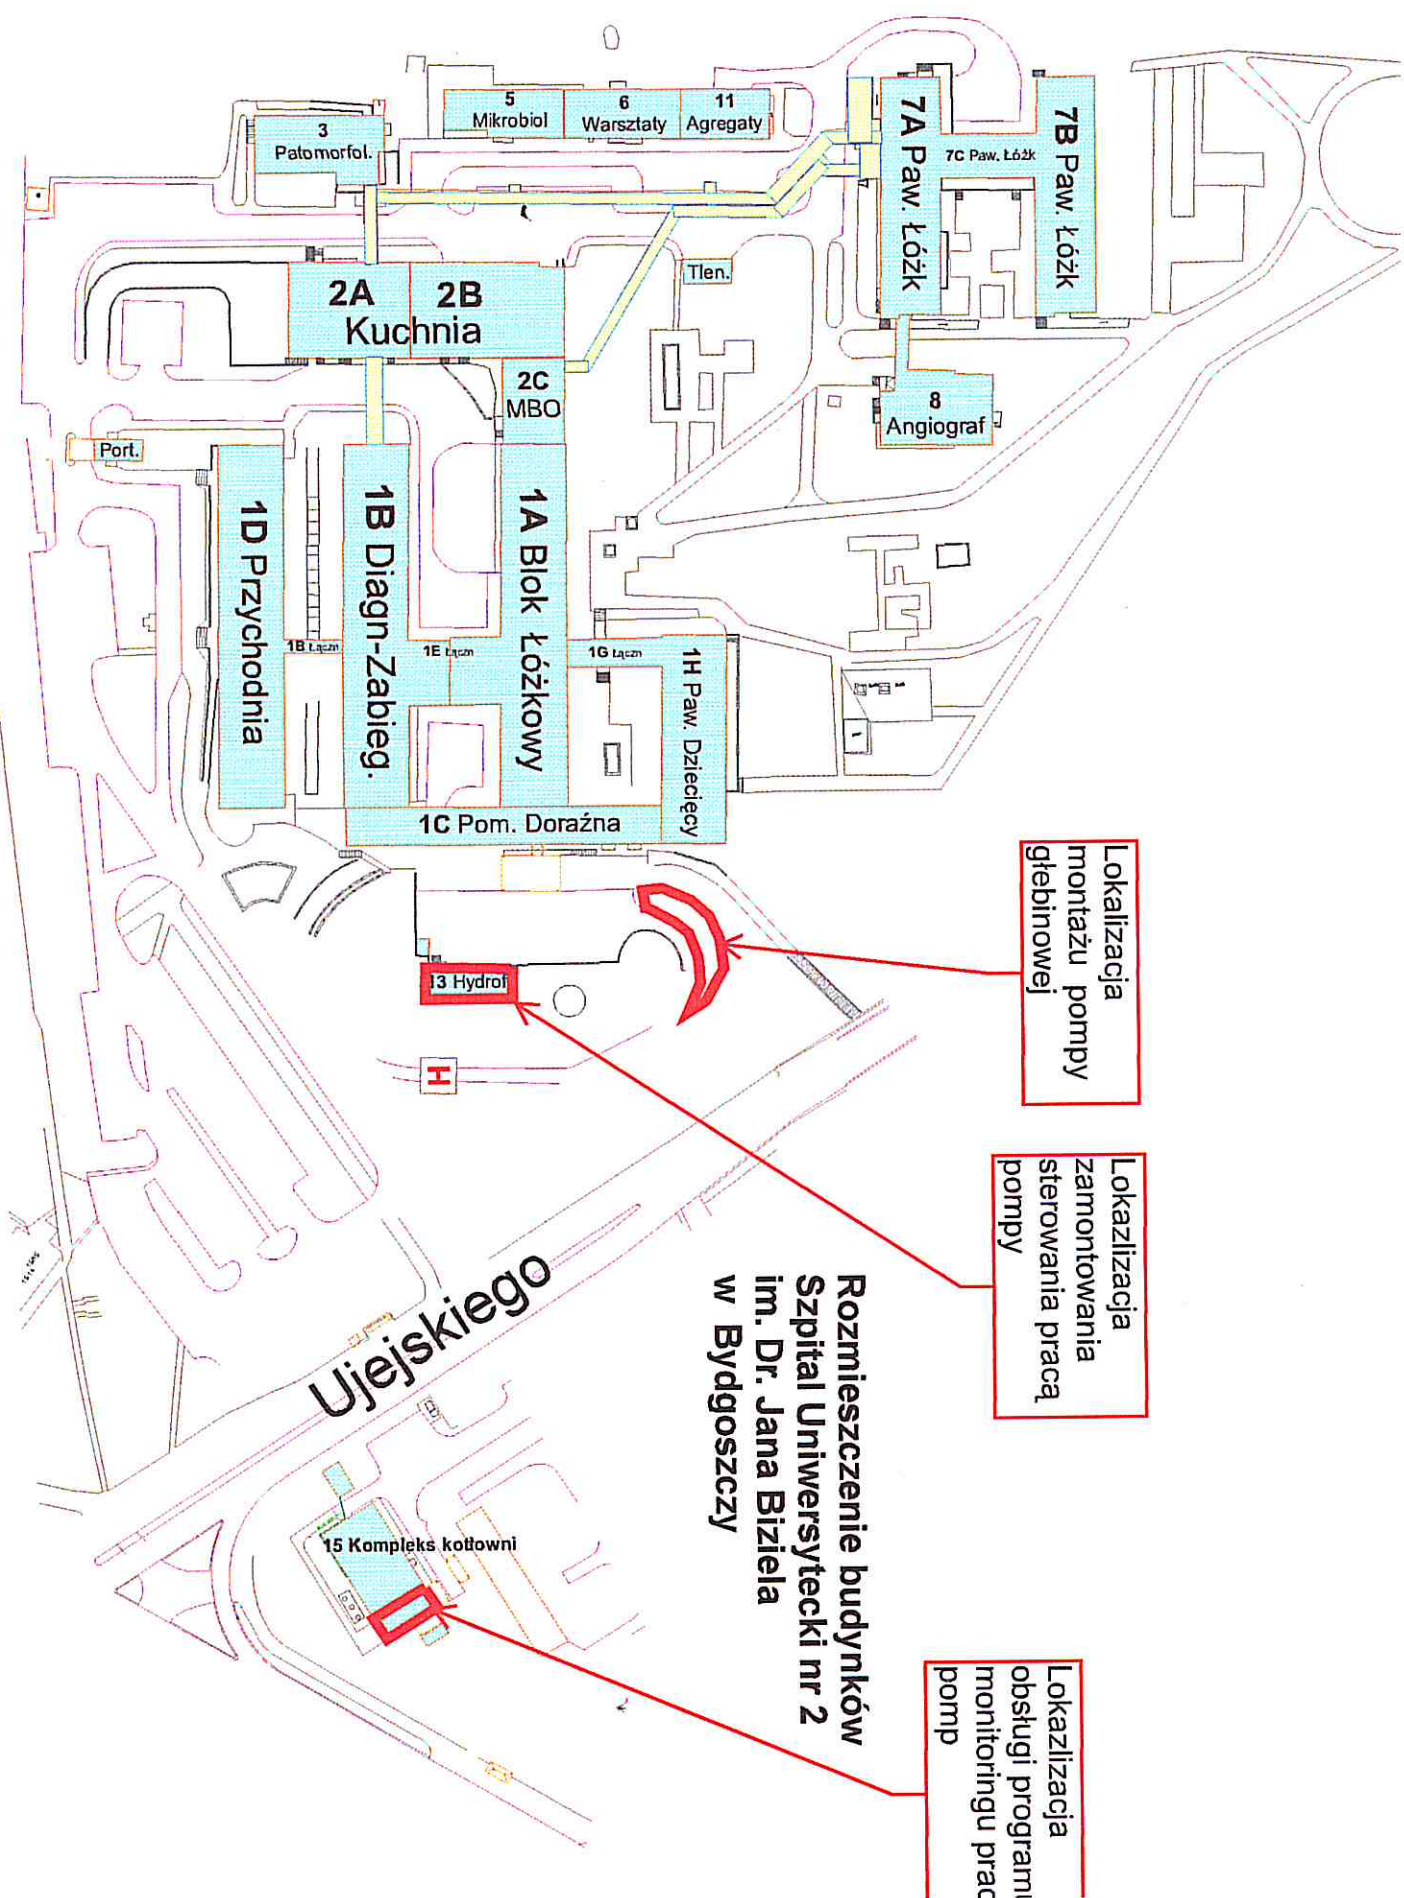 5
Mikrobiol
6
Warsztaty
11
Agregaty
3
Patomorfol.
7A Paw. Łóżk
7C Paw. Łóżk
7B Paw. Łóżk
Tlen.
2A
2B
Kuchnia
2C
MBO
8
Angiograf
Port.
1D Przychodnia
1B Łączn
1B Diagn-Zabieg.
1E Łączn
1A Blok Łóżkowy
1G Łączn
1H Paw. Dziecięcy
1C Pom. Doraźna
13 Hydrof
H
Lokalizacja
montażu pompy
głebinowej
Lokazlizacja
zamontowania
sterowania pracą
pompy
Rozmieszczenie budynków
Szpital Uniwersytecki nr 2
im. Dr. Jana Biziela
w Bydgoszczy
Ujejskiego
15 Kompleks kotłowni
Lokazlizacja
obsługi programu
monitoringu prac
pomp